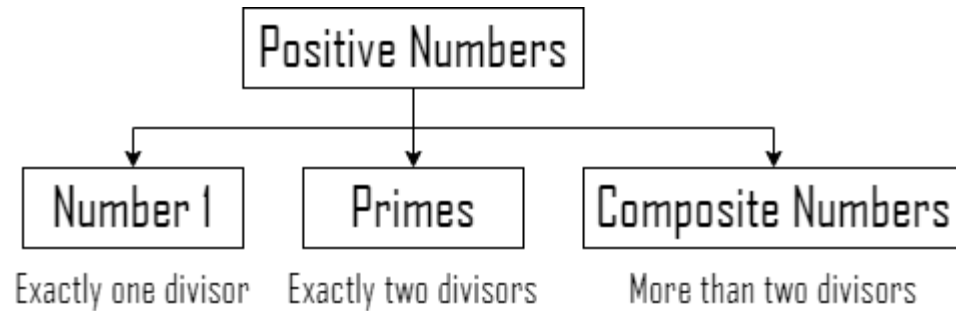 Positive Numbers
Number 1
Primes
Composite Numbers
Exactly one divisor
Exactly two divisors
More than two divisors